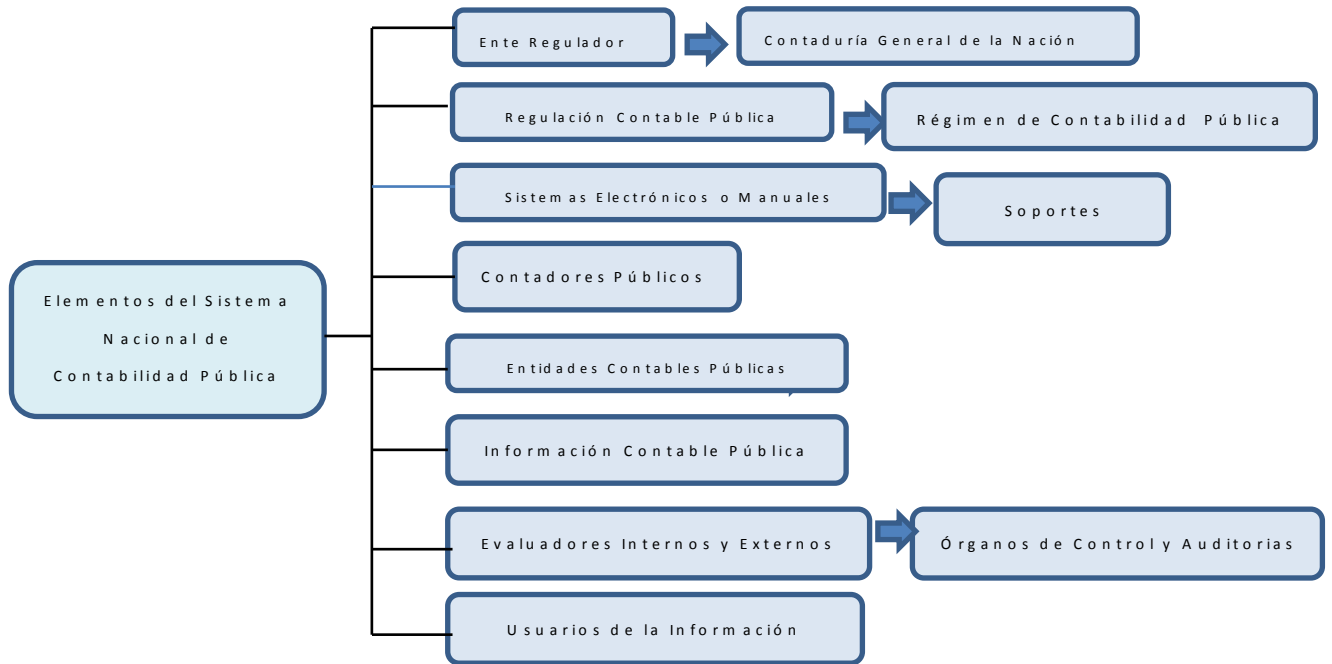 Ente Regulador
Contaduría General de la Nación
Regulación Contable Pública
Régimen de Contabilidad Pública
Sistemas Electrónicos o Manuales
Soportes
Contadores Públicos
Elementos del Sistema
Nacional de
Contabilidad Pública
Entidades Contables Públicas
Información Contable Pública
Evaluadores Internos y Externos
Órganos de Control y Auditorias
Usuarios de la Información